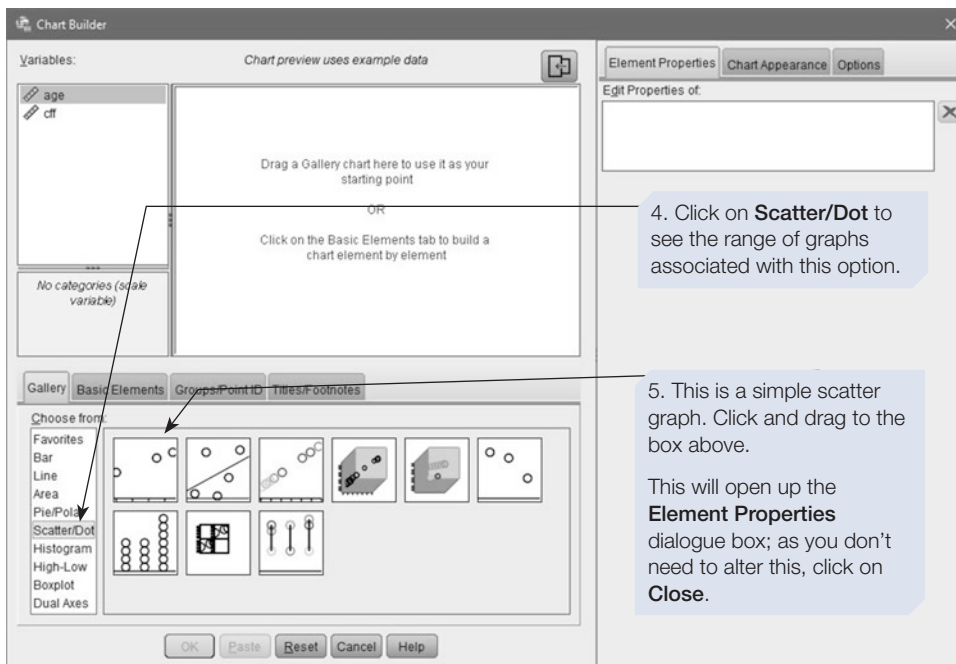 Chart Builder
Variables:
Chart preview uses example data
age
cff
No categories (scale
variable)
Drag a Gallery chart here to use it as your
starting point
OR
Click on the Basic Elements tab to build a
chart element by element
Element Properties
Chart Appearance
Options
Edit Properties of:
4. Click on Scatter/Dot to
see the range of graphs
associated with this option.
Gallery
Basic Elements
Groups/Point ID
Titles/Footnotes
Choose from:
Favorites
Bar
Line
Area
Pie/Polar
Scatter/Dot
Histogram
High-Low
Boxplot
Dual Axes
5. This is a simple scatter
graph. Click and drag to the
box above.
This will open up the
Element Properties
dialogue box; as you don't
need to alter this, click on
Close.
OK
Paste
Reset
Cancel
Help